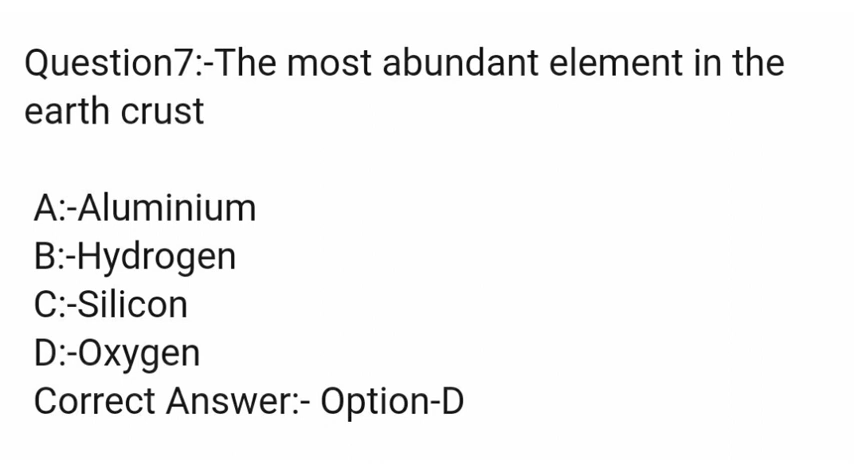 Question7:-The most abundant element in the
earth crust
A:-Aluminium
B:-Hydrogen
C:-Silicon
D:-Oxygen
Correct Answer:- Option-D